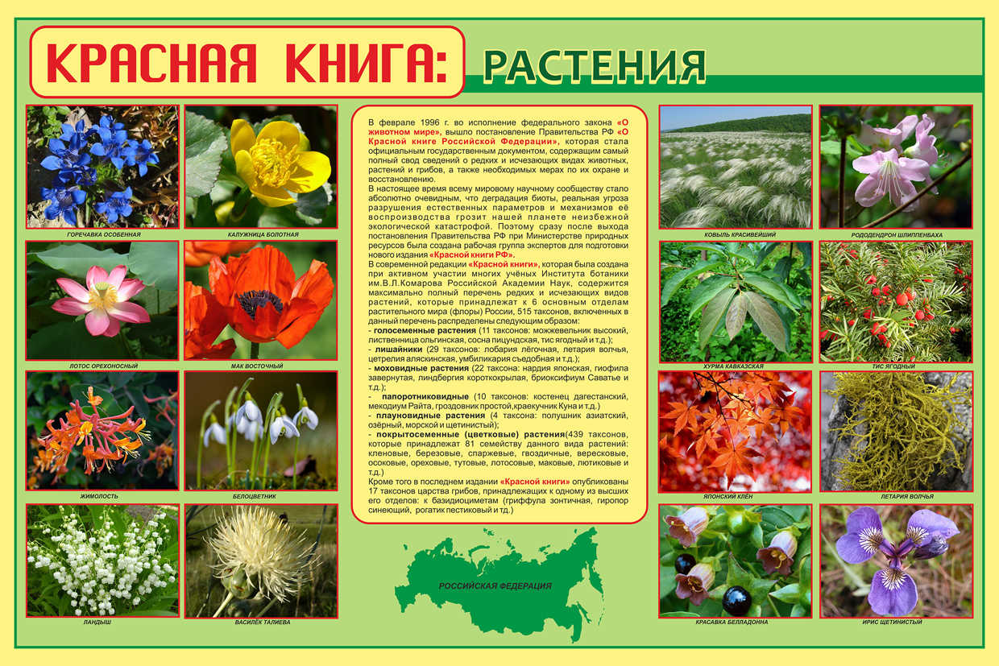 КРАСНАЯ КНИГА: РАСТЕНИЯ
ГОРЕЧАВКА ОСОБЕННАЯ
КАЛУЖНИЦА БОЛОТНАЯ
ЛОТОС ОРЕХОНОСНЫЙ
МАК ВОСТОЧНЫЙ
ЖИМОЛОСТЬ
БЕЛОЦВЕТНИК
ЛАНДЫШ
ВАСИЛЁК ТАЛИЕВА
В феврале 1996 г. во исполнение федерального закона «О
животном мире», вышло постановление Правительства РФ «О
Красной книге Российской Федерации», которая стала
официальным государственным документом, содержащим самый
полный свод сведений о редких и исчезающих видах животных,
растений и грибов, а также необходимых мерах по их охране и
восстановлению.
В настоящее время всему мировому научному сообществу стало
абсолютно очевидным, что деградация биоты, реальная угроза
разрушения естественных параметров и механизмов её
воспроизводства грозит нашей планете неизбежной
экологической катастрофой. Поэтому сразу после выхода
постановления Правительства РФ при Министерстве природных
ресурсов была создана рабочая группа экспертов для подготовки
нового издания «Красной книги РФ».
В современной редакции «Красной книги», которая была создана
при активном участии многих учёных Института ботаники
им.В.Л.Комарова Российской Академии Наук, содержится
максимально полный перечень редких и исчезающих видов
растений, которые принадлежат к 6 основным отделам
растительного мира (флоры) России, 515 таксонов, включенных в
данный перечень распределены следующим образом:
- голосеменные растения (11 таксонов: можжевельник высокий,
лиственница ольгинская, сосна пицундская, тис ягодный и т.д.);
- лишайники (29 таксонов: лобария лёгочная, летария волчья,
цетрелия аляскинская, умбиликария съедобная и т.д.);
- моховидные растения (22 таксона: нардия японская, гиофила
завернутая, линдбергия короткокрылая, бриоксифиум Саватье и
т.д.);
- папоротниковидные (10 таксонов: костенец дагестанский,
мекодиум Райта, гроздовник простой,краекучник Куна и т.д.)
- плауновидные растения (4 таксона: полушник азиатский,
озёрный, морской и щетинистый);
- покрытосеменные (цветковые) растения(439 таксонов,
которые принадлежат 81 семейству данного вида растений:
кленовые, березовые, спаржевые, гвоздичные, вересковые,
осоковые, ореховые, тутовые, лотосовые, маковые, лютиковые и
т.д.)
Кроме того в последнем издании «Красной книги» опубликованы
17 таксонов царства грибов, принадлежащих к одному из высших
его отделов: к базидиоцимétам (гриффула зонтичная, гиропор
синеющий, рогатик пестиковый и тд.)
РОССИЙСКАЯ ФЕДЕРАЦИЯ
КОВЫЛЬ КРАСИВЕЙШИЙ
РОДОДЕНДРОН ШЛИППЕНБАХА
ХУРМА КАВКАЗСКАЯ
ТИС ЯГОДНЫЙ
ЯПОНСКИЙ КЛЁН
ЛЕТАРИЯ ВОЛЧЬЯ
КРАСАВКА БЕЛЛАДОННА
ИРИС ЩЕТИНИСТЫЙ